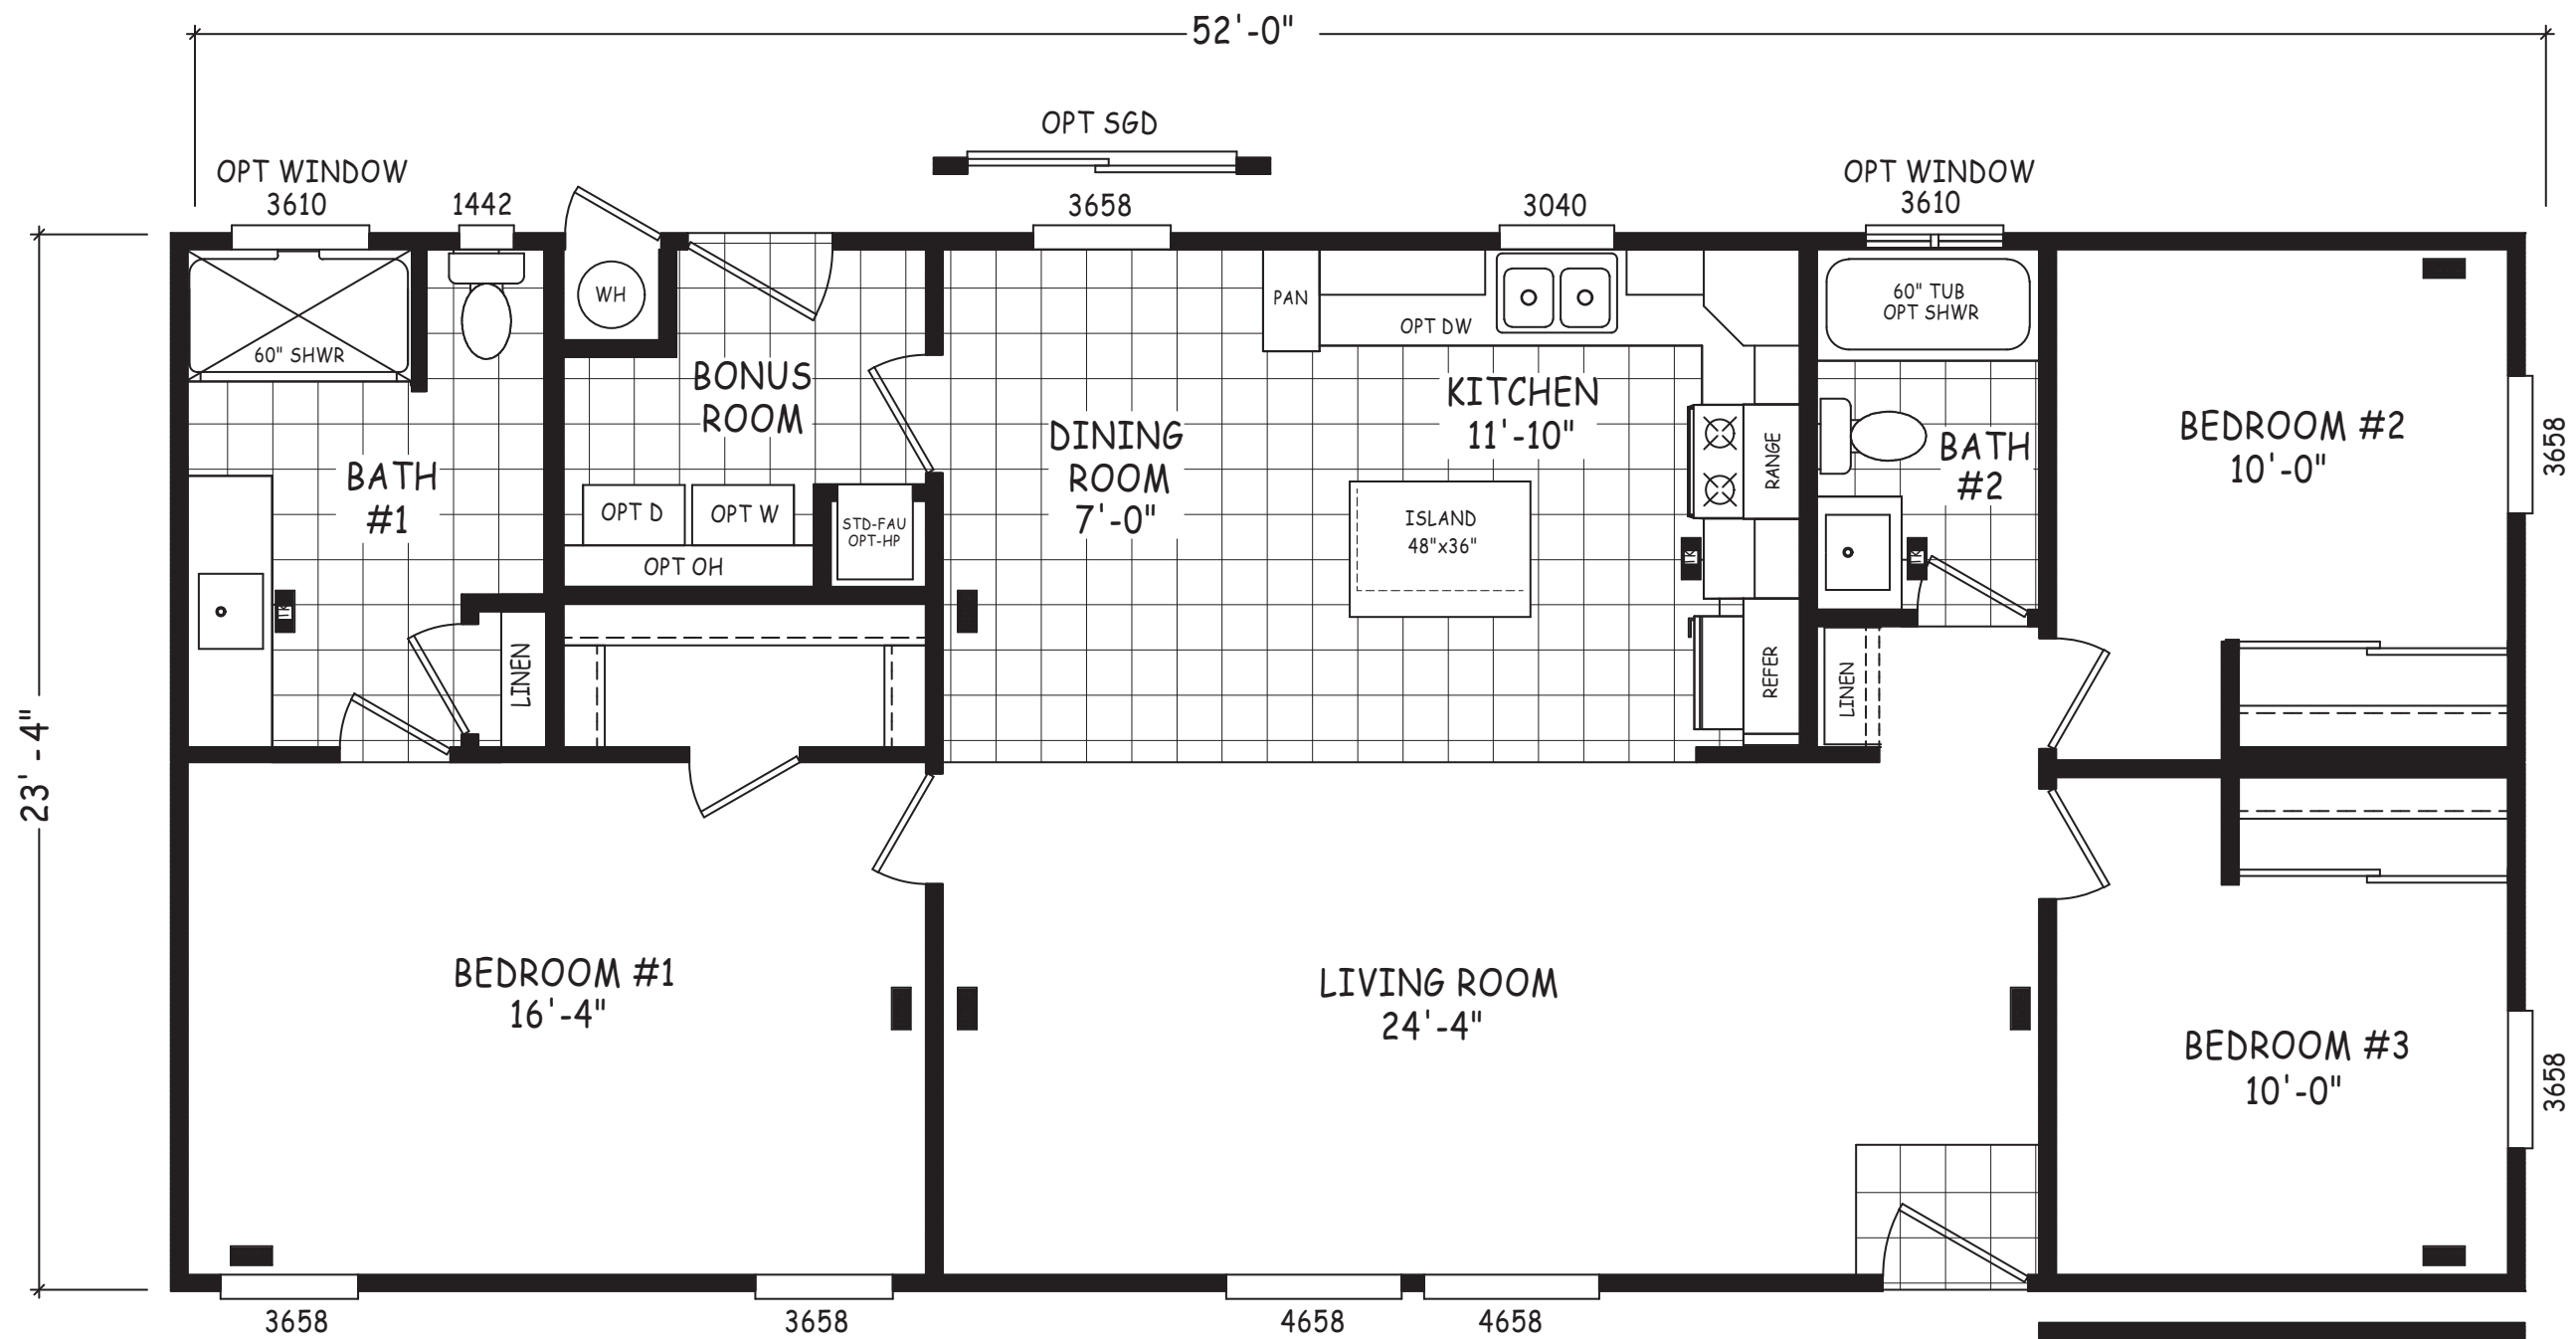 52'-0"
OPT SGD
OPT WINDOW
3610
1442
3658
3040
OPT WINDOW
3610
WH
PAN
OPT DW
60" TUB
OPT SHWR
60" SHWR
BONUS
ROOM
KITCHEN
11'-10"
DINING
ROOM
7'-0"
RANGE
BATH
#2
BEDROOM #2
10'-0"
3658
BATH
#1
OPT D
OPT W
STD-FAU
OPT-HP
ISLAND
48"x36"
OPT OH
LINEN
REFER
LINEN
23'-4"
BEDROOM #1
16'-4"
LIVING ROOM
24'-4"
BEDROOM #3
10'-0"
3658
3658
3658
4658
4658